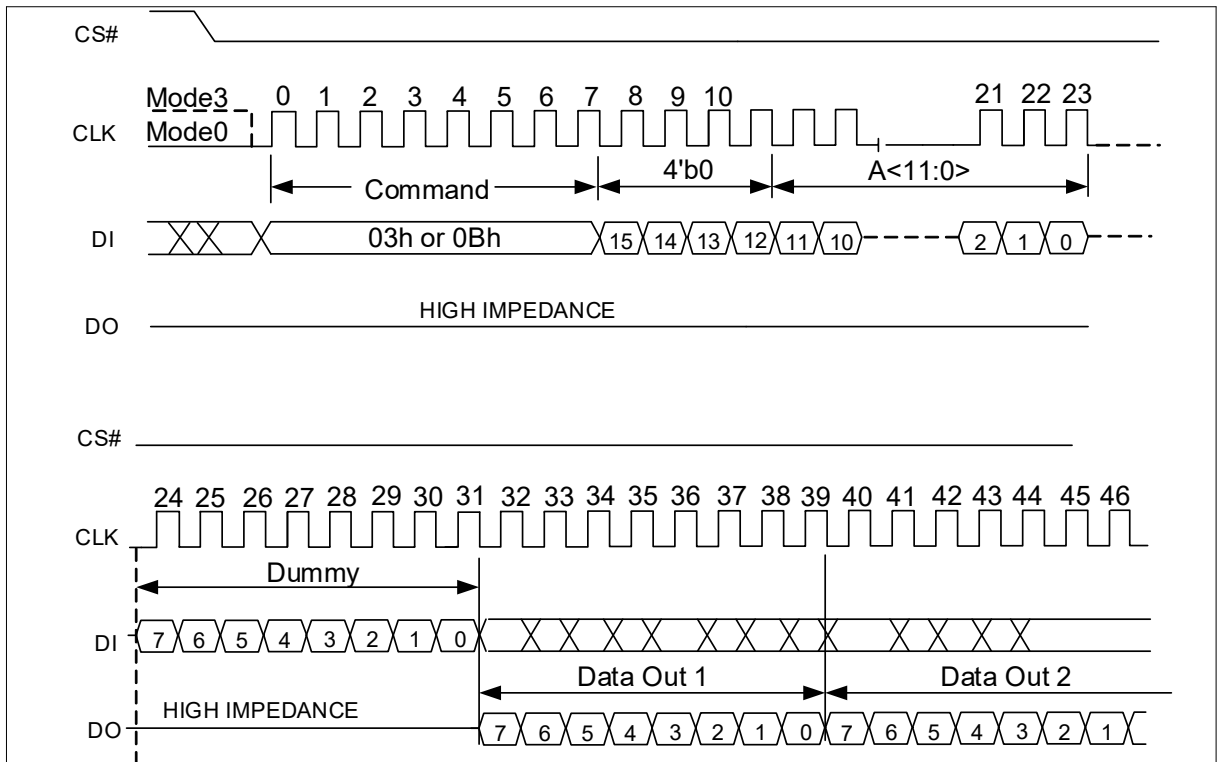 CS#
Mode3 0 1 2 3 4 5 6 7 8 9 10 21 22 23
CLK Mode0
Command 4'b0 A<11:0>
DI 03h or 0Bh 15 14 13 12 11 10 2 1 0
HIGH IMPEDANCE
DO
CS#
24 25 26 27 28 29 30 31 32 33 34 35 36 37 38 39 40 41 42 43 44 45 46
CLK
Dummy
DI 7 6 5 4 3 2 1 0
Data Out 1 Data Out 2
HIGH IMPEDANCE
DO 7 6 5 4 3 2 1 0 7 6 5 4 3 2 1